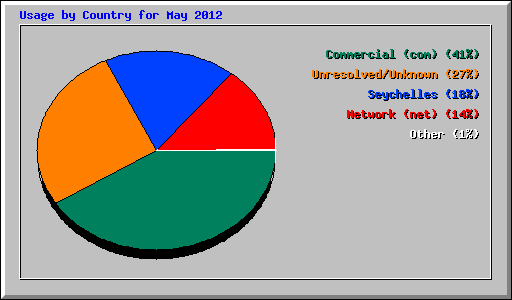 Usage by Country for May 2012
Commercial (com) (41%)
Unresolved/Unknown (27%)
Seychelles (18%)
Network (net) (14%)
Other (1%)